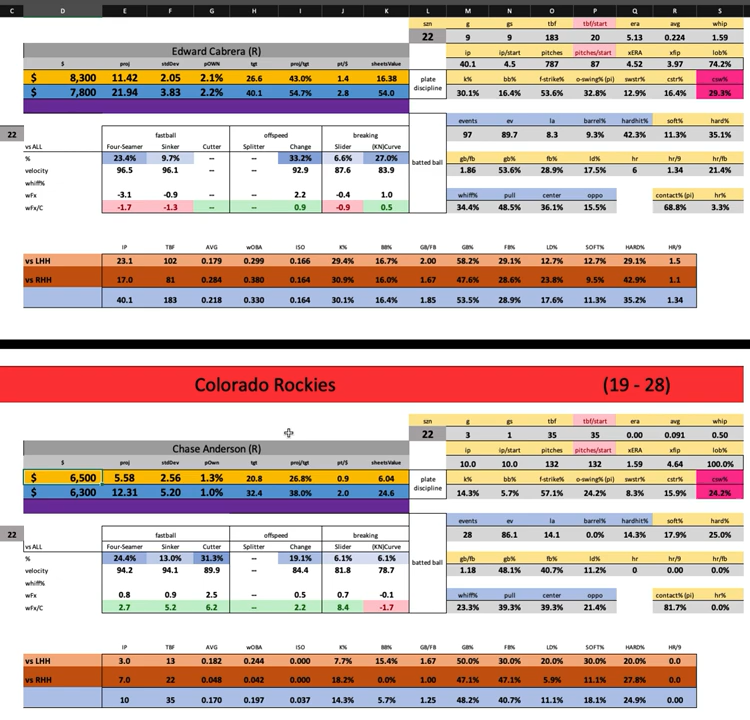 C D E F G H I J K L M N O P Q R S
szn g gs tbf tbf/start era avg whip
22 9 9 183 20 5.13 0.224 1.59
Edward Cabrera (R)
ip ip/start pitches pitches/start xERA xfip lob%
40.1 4.5 787 87 4.52 3.97 74.2%
$ proj stdDev pOWN tgt proj/tgt pt/$ sheetsValue
$ 8,300 11.42 2.05 2.1% 26.6 43.0% 1.4 16.38
$ 7,800 21.94 3.83 2.2% 40.1 54.7% 2.8 54.0
plate discipline
k% bb% f-strike% o-swing% (pi) swstr% cstr% csw%
30.1% 16.4% 53.6% 32.8% 12.9% 16.4% 29.3%
events ev la barrel% hardhit% soft% hard%
97 89.7 8.3 9.3% 42.3% 11.3% 35.1%
22 fastball offspeed breaking
vs ALL Four-Seamer Sinker Cutter Splitter Change Slider (KN)Curve
% 23.4% 9.7% -- -- 33.2% 6.6% 27.0%
velocity 96.5 96.1 -- -- 92.9 87.6 83.9
whiff%
wFx -3.1 -0.9 -- -- 2.2 -0.4 1.0
wFx/C -1.7 -1.3 -- -- 0.9 -0.9 0.5
batted ball
gb/fb gb% fb% ld% hr hr/9 hr/fb
1.86 53.6% 28.9% 17.5% 6 1.34 21.4%
whiff% pull center oppo contact% (pi) hr%
34.4% 48.5% 36.1% 15.5% 68.8% 3.3%
IP TBF AVG wOBA ISO K% BB% GB/FB GB% FB% LD% SOFT% HARD% HR/9
vs LHH 23.1 102 0.179 0.299 0.166 29.4% 16.7% 2.00 58.2% 29.1% 12.7% 12.7% 29.1% 1.5
vs RHH 17.0 81 0.284 0.380 0.164 30.9% 16.0% 1.67 47.6% 28.6% 23.8% 9.5% 42.9% 1.1
40.1 183 0.218 0.330 0.164 30.1% 16.4% 1.85 53.5% 28.9% 17.6% 11.3% 35.2% 1.34
Colorado Rockies (19 - 28)
szn g gs tbf tbf/start era avg whip
22 3 1 35 35 0.00 0.091 0.50
Chase Anderson (R)
ip ip/start pitches pitches/start xERA xfip lob%
10.0 10.0 132 132 1.59 4.64 100.0%
$ proj stdDev pOwn tgt proj/tgt pt/$ sheetsValue
$ 6,500 5.58 2.56 1.3% 20.8 26.8% 0.9 6.04
$ 6,300 12.31 5.20 1.0% 32.4 38.0% 2.0 24.6
plate discipline
k% bb% f-strike% o-swing% (pi) swstr% cstr% csw%
14.3% 5.7% 57.1% 24.2% 8.3% 15.9% 24.2%
events ev la barrel% hardhit% soft% hard%
28 86.1 14.1 0.0% 14.3% 17.9% 25.0%
22 fastball offspeed breaking
vs ALL Four-Seamer Sinker Cutter Splitter Change Slider (KN)Curve
% 24.4% 13.0% 31.3% -- 19.1% 6.1% 6.1%
velocity 94.2 94.1 89.9 -- 84.4 81.8 78.7
whiff%
wFx 0.8 0.9 2.5 -- 0.5 0.7 -0.1
wFx/C 2.7 5.2 6.2 -- 2.2 8.4 -1.7
batted ball
gb/fb gb% fb% ld% hr hr/9 hr/fb
1.18 48.1% 40.7% 11.2% 0 0.00 0.0%
whiff% pull center oppo contact% (pi) hr%
23.3% 39.3% 39.3% 21.4% 81.7% 0.0%
IP TBF AVG wOBA ISO K% BB% GB/FB GB% FB% LD% SOFT% HARD% HR/9
vs LHH 3.0 13 0.182 0.244 0.000 7.7% 15.4% 1.67 50.0% 30.0% 20.0% 30.0% 20.0% 0.0
vs RHH 7.0 22 0.048 0.042 0.000 18.2% 0.0% 1.00 47.1% 47.1% 5.9% 11.1% 27.8% 0.0
10 35 0.170 0.197 0.037 14.3% 5.7% 1.25 48.2% 40.7% 11.1% 18.1% 24.9% 0.00